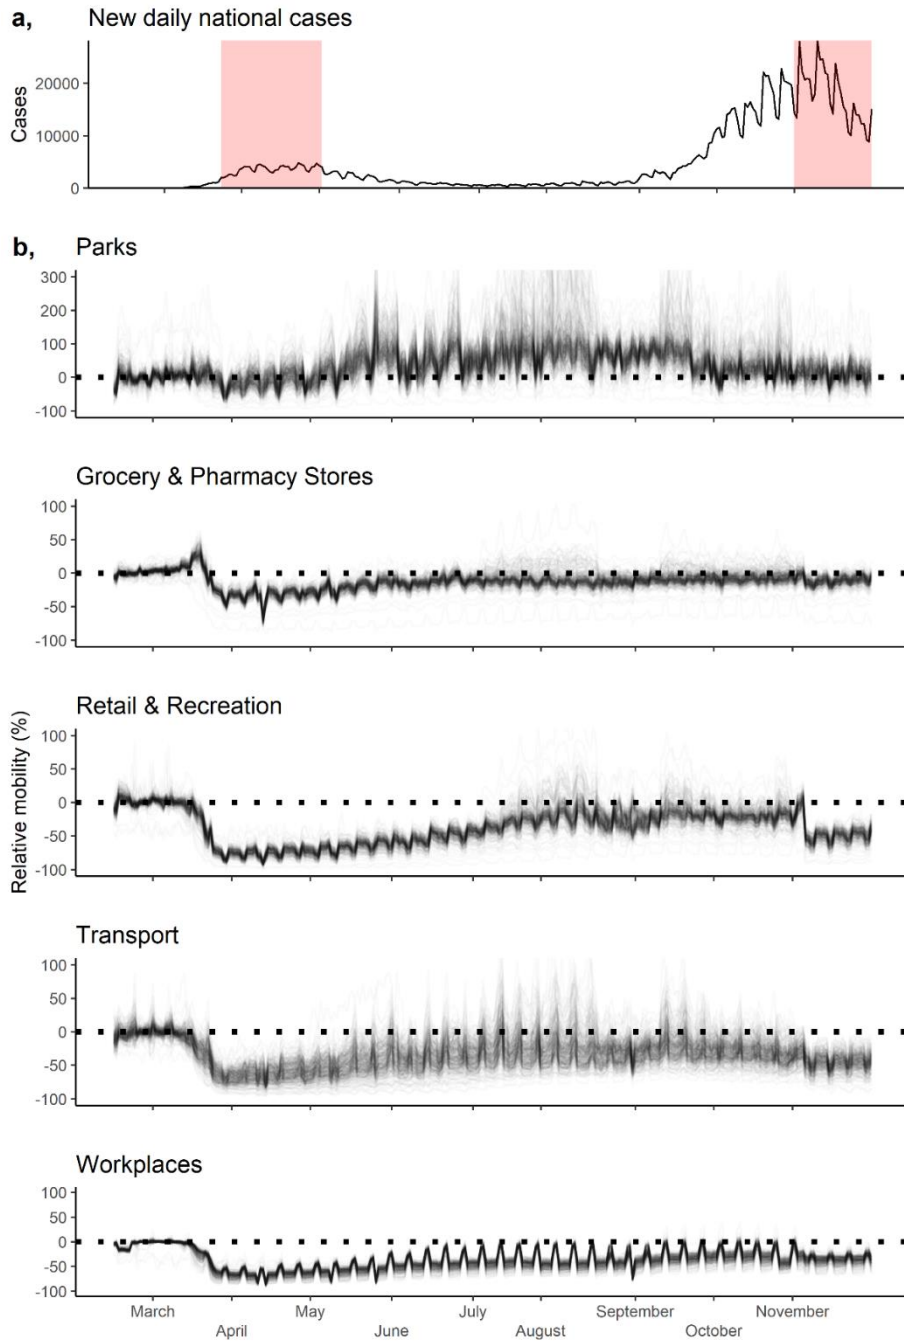 a, New daily national cases
Cases
20000
10000
0
b, Parks
300
200
100
0
-100
Grocery & Pharmacy Stores
100
50
0
-50
-100
Relative mobility (%)
Retail & Recreation
100
50
0
-50
-100
Transport
100
50
0
-50
-100
Workplaces
100
50
0
-50
-100
March May July September November
April June August October